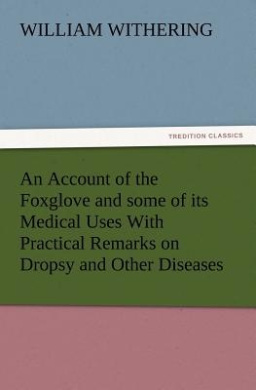 WILLIAM WITHERING
TREDITION CLASSICS
An Account of the
Foxglove and some of its
Medical Uses With
Practical Remarks on
Dropsy and Other Diseases